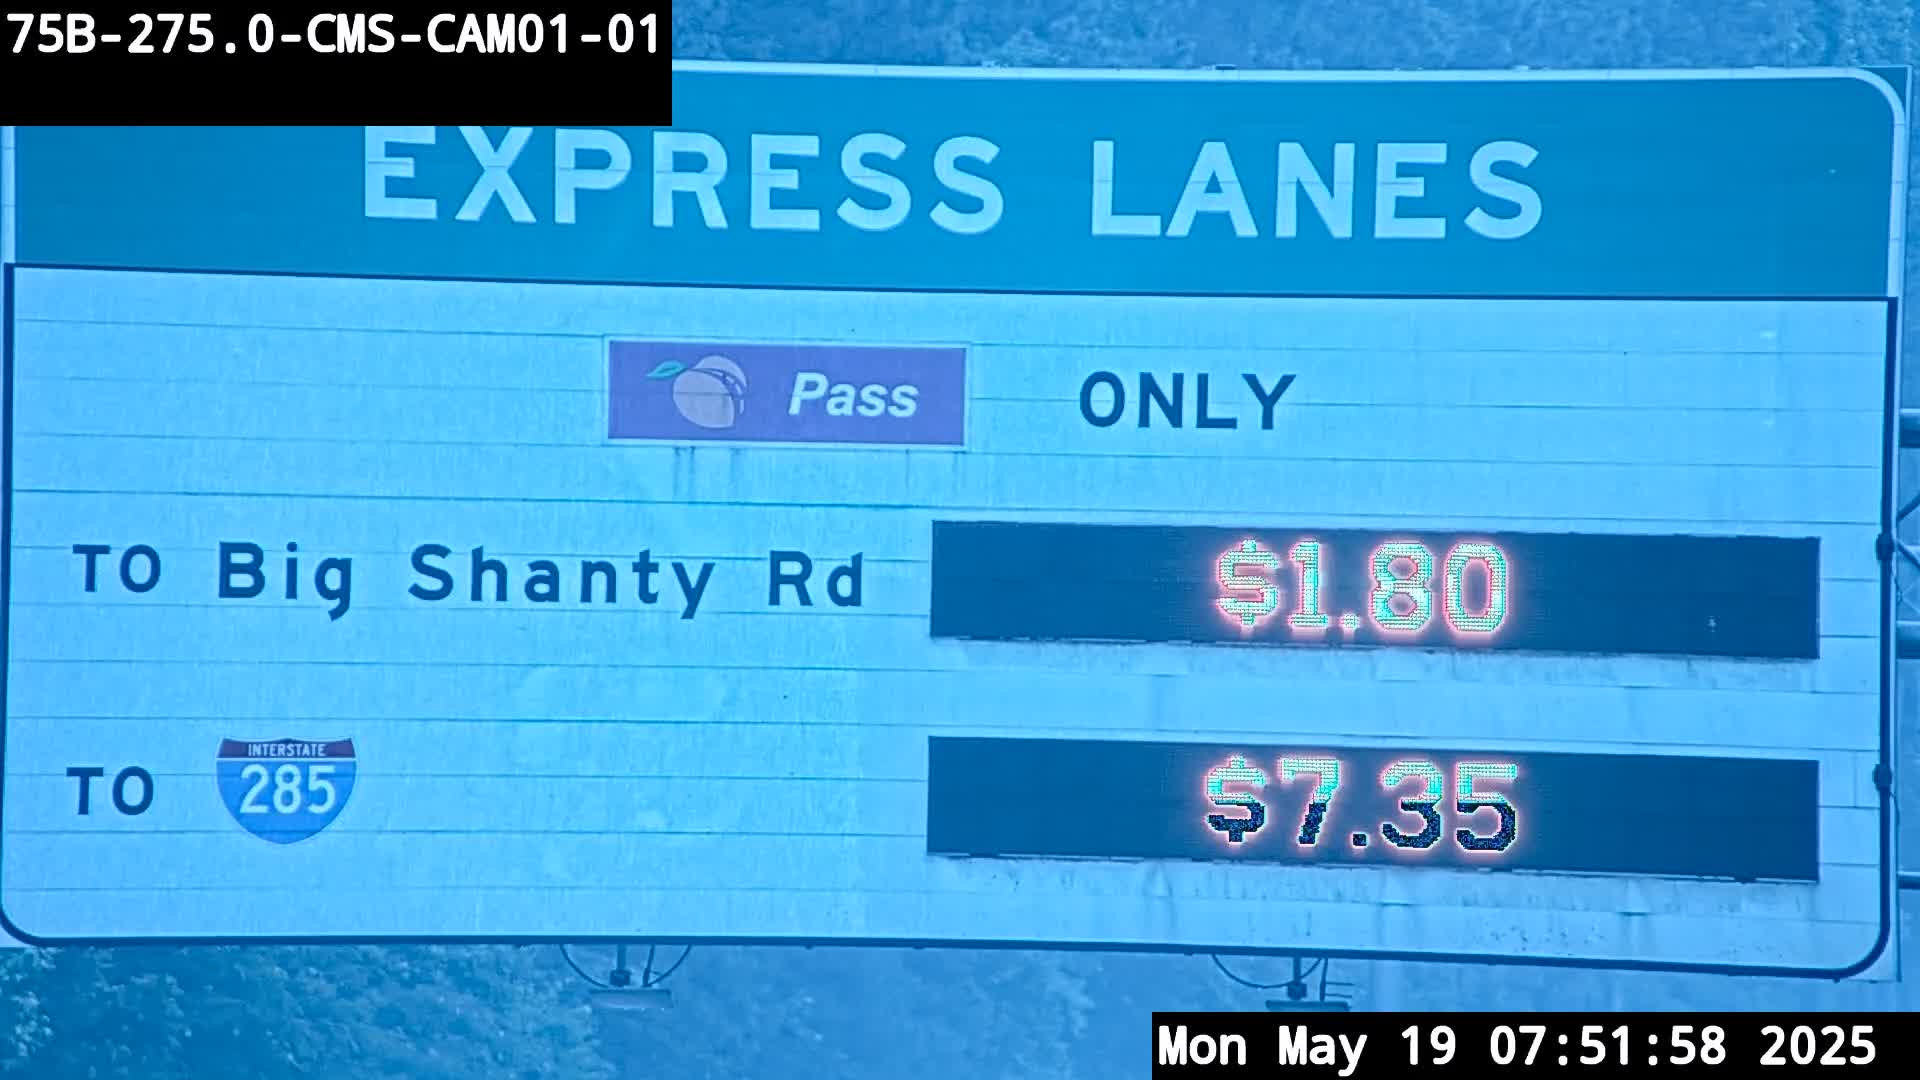 75B-275.0-CMS-CAM01-01
EXPRESS LANES
Pass ONLY
TO Big Shanty Rd $1.80
TO INTERSTATE 285 $7.35
Mon May 19 07:51:58 2025